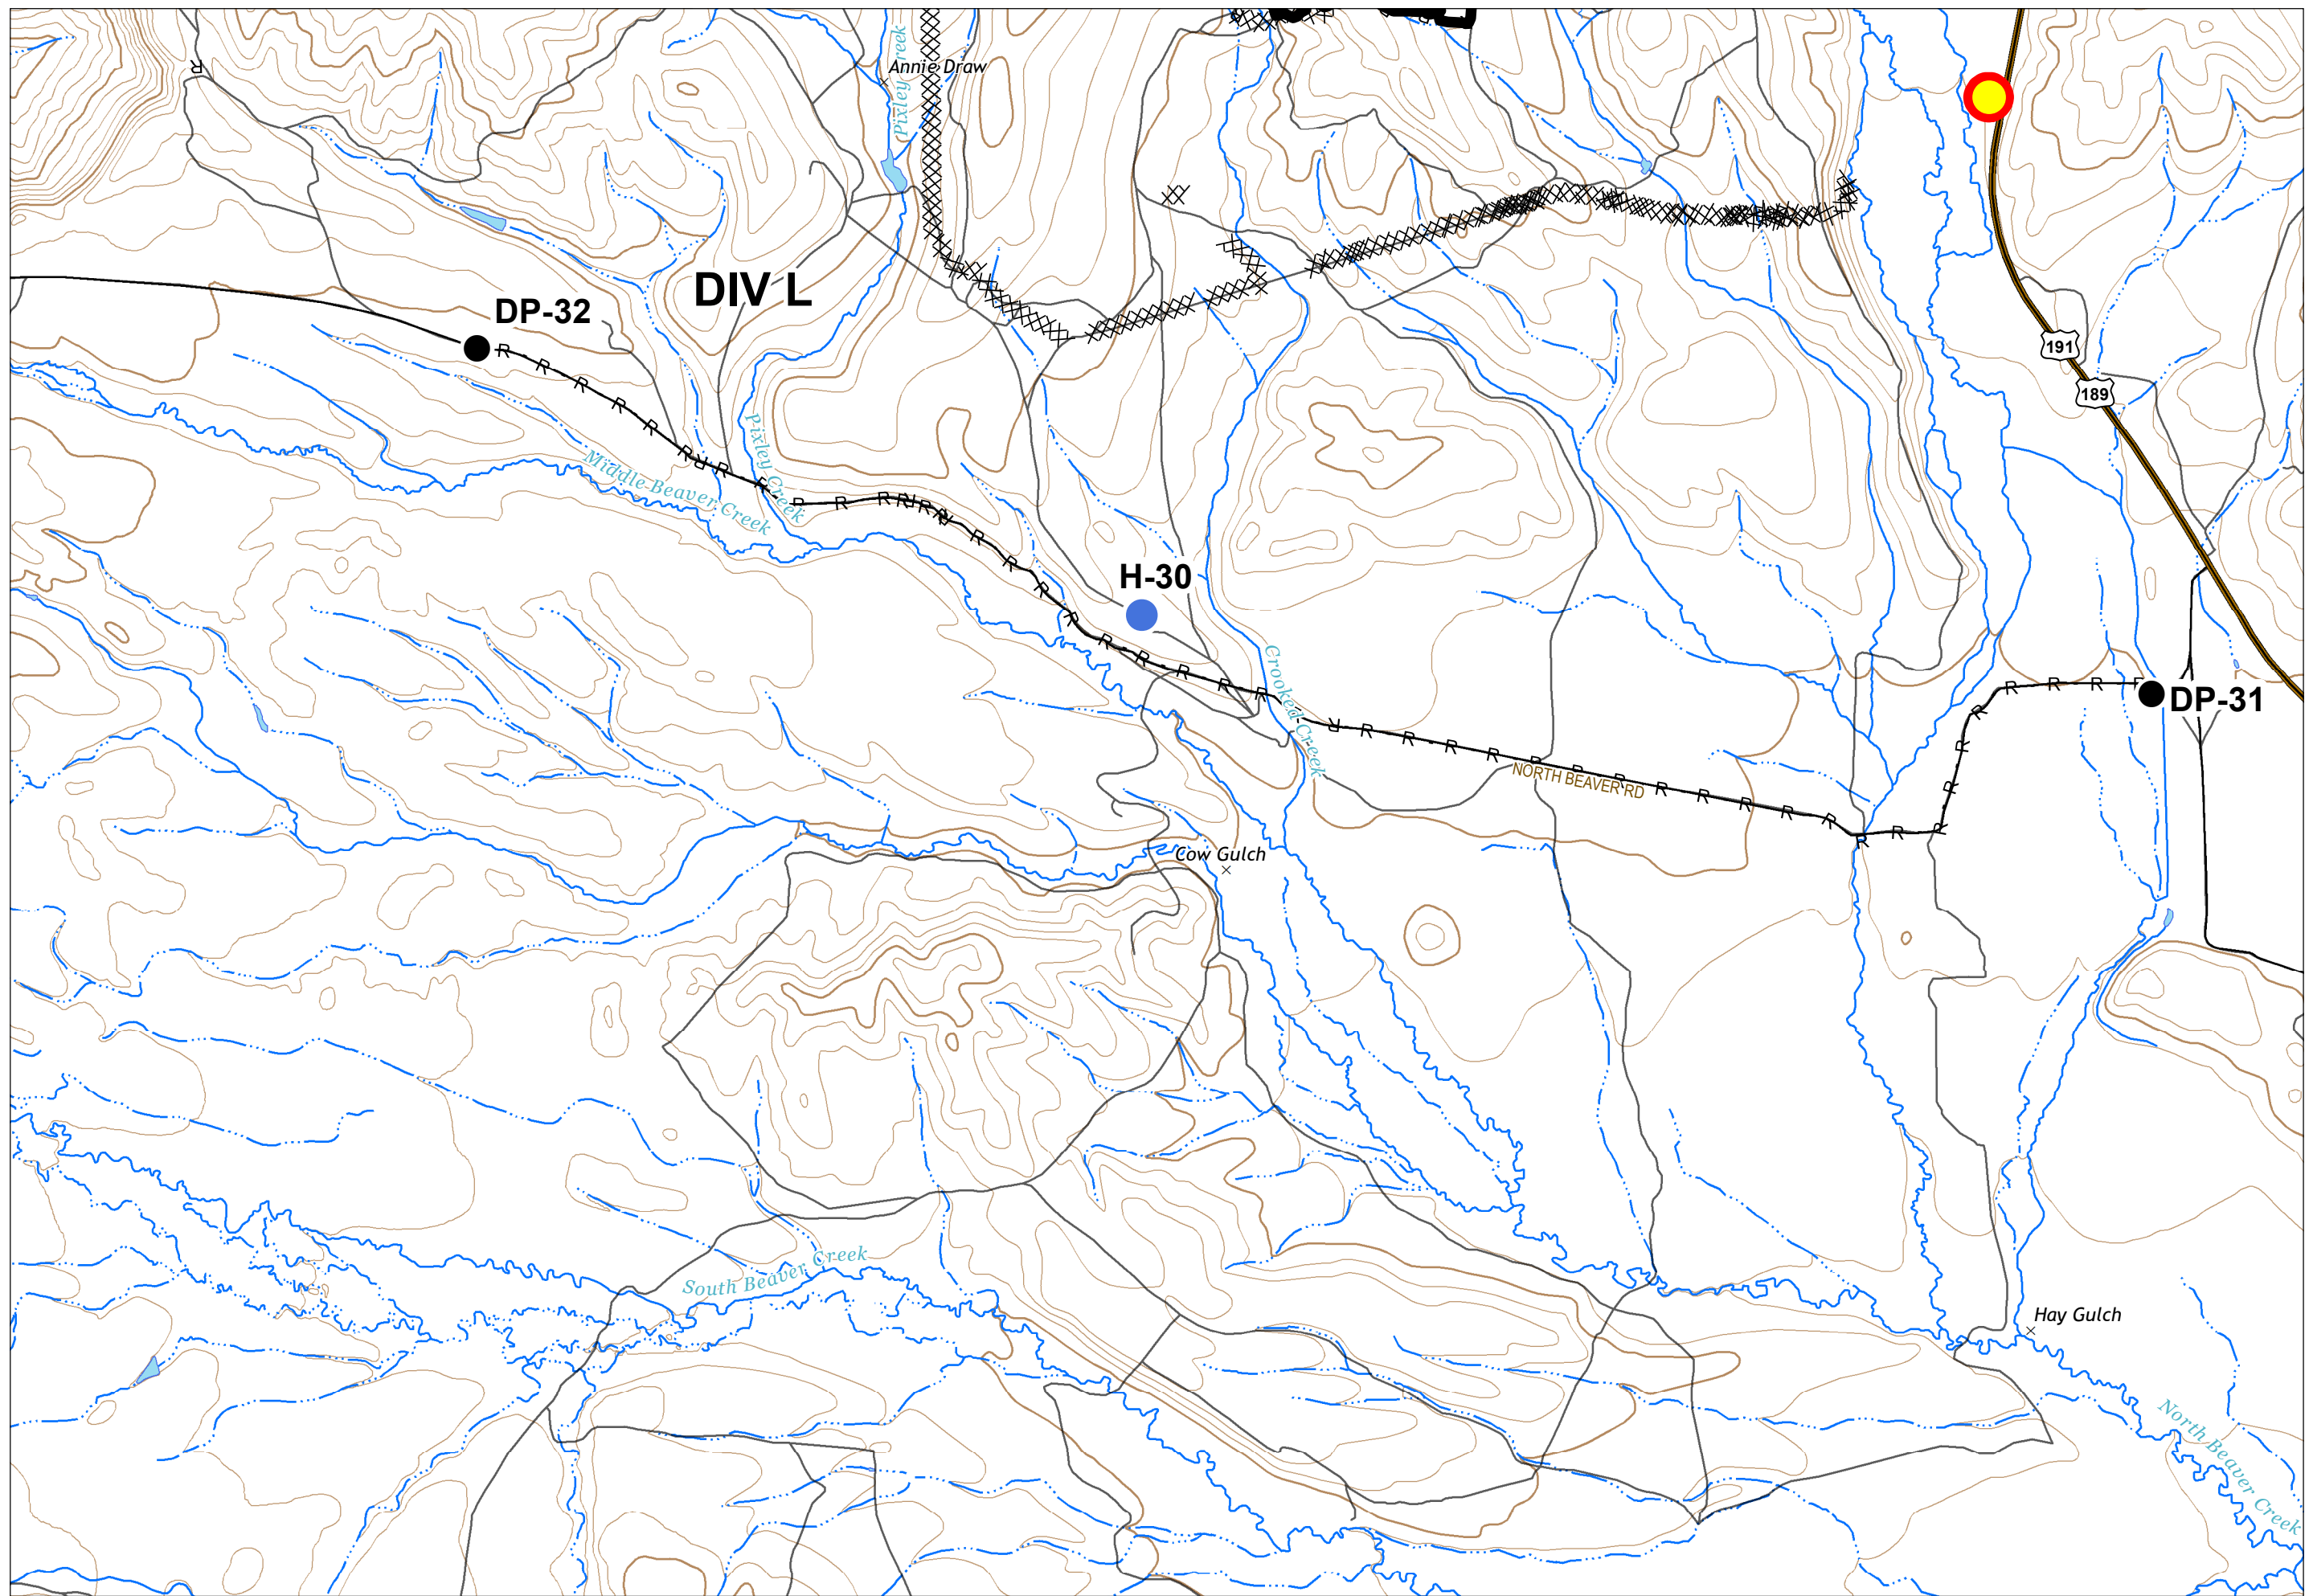 Annie Draw
Pixley Creek
DIV L
DP-32
191
189
Pixley Creek
Middle Beaver Creek
H-30
Crooked Creek
DP-31
NORTH BEAVER RD
Cow Gulch
South Beaver Creek
Hay Gulch
North Beaver Creek